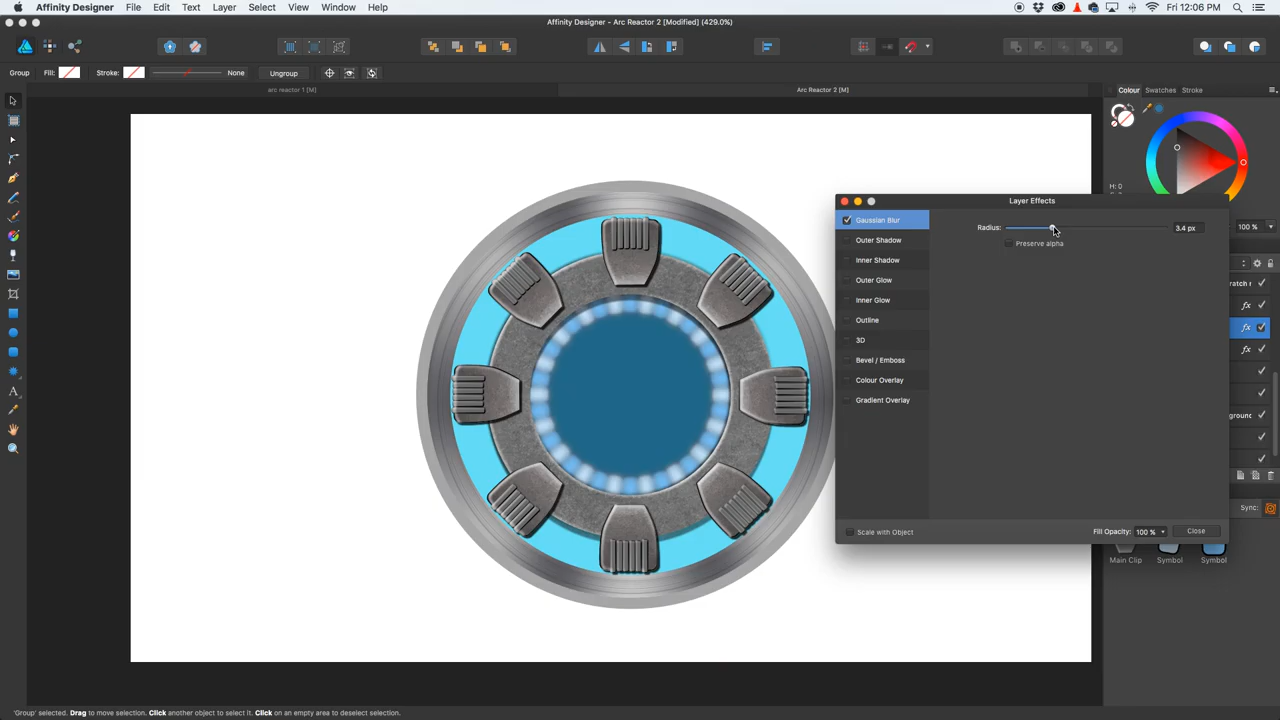 Affinity Designer File Edit Text Layer Select View Window Help Fri 12:06 PM
Affinity Designer - Arc Reactor 2 [Modified] (429.0%)
Group Fill: Stroke: None Ungroup
arc reactor 1 [M] Arc Reactor 2 [M]
Colour Swatches Stroke
H: 0
100 %
Layer Effects
Gaussian Blur
Outer Shadow
Inner Shadow
Outer Glow
Inner Glow
Outline
3D
Bevel / Emboss
Colour Overlay
Gradient Overlay
Radius: 3.4 px
Preserve alpha
Scale with Object Fill Opacity: 100 % Close
Sync:
Main Clip Symbol Symbol
'Group' selected. Drag to move selection. Click another object to select it. Click on an empty area to deselect selection.